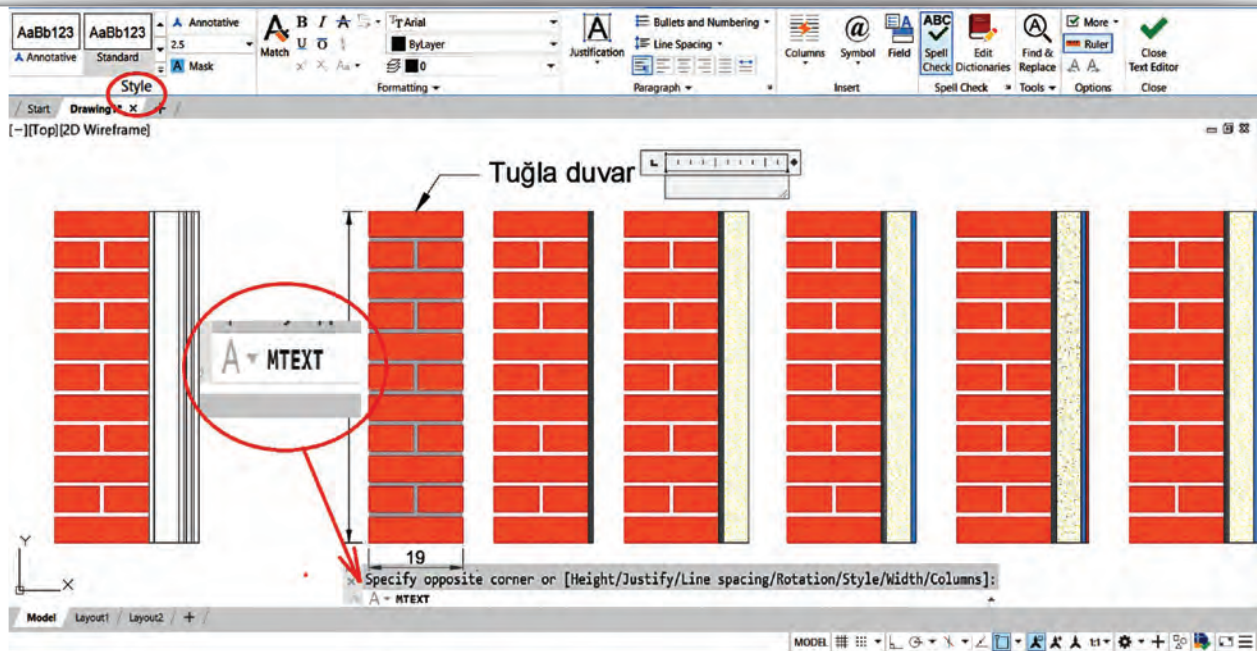 AaBb123 AaBb123 Annotative B I A Tr Arial A Bullets and Numbering @ ABC More
2.5 Match U O ByLayer Justification Line Spacing Columns Symbol Field Spell Edit Find & Ruler Close
Annotative Standard A Mask 0 Check Dictionaries Replace Text Editor
Style Formatting Paragraph Insert Spell Check Tools Options Close
Start Drawing1* +
[−][Top][2D Wireframe]
Tuğla duvar
A MTEXT
Y
X
19
Specify opposite corner or [Height/Justify/Line spacing/Rotation/Style/Width/Columns]:
A MTEXT
Model Layout1 Layout2 +
MODEL 1:1